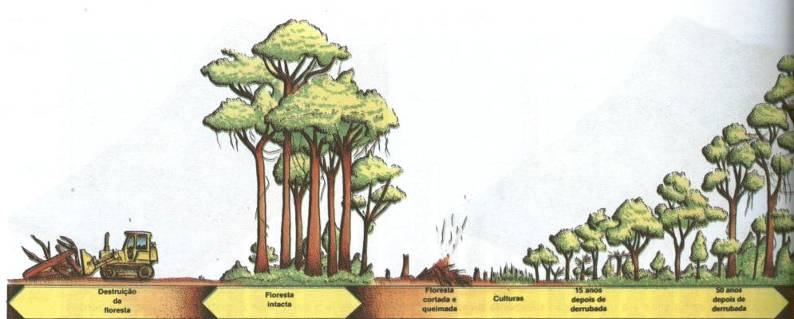 Destruição
da
floresta
Floresta
intacta
Floresta
cortada e
queimada
Culturas
15 anos
depois de
derrubada
50 anos
depois de
derrubada